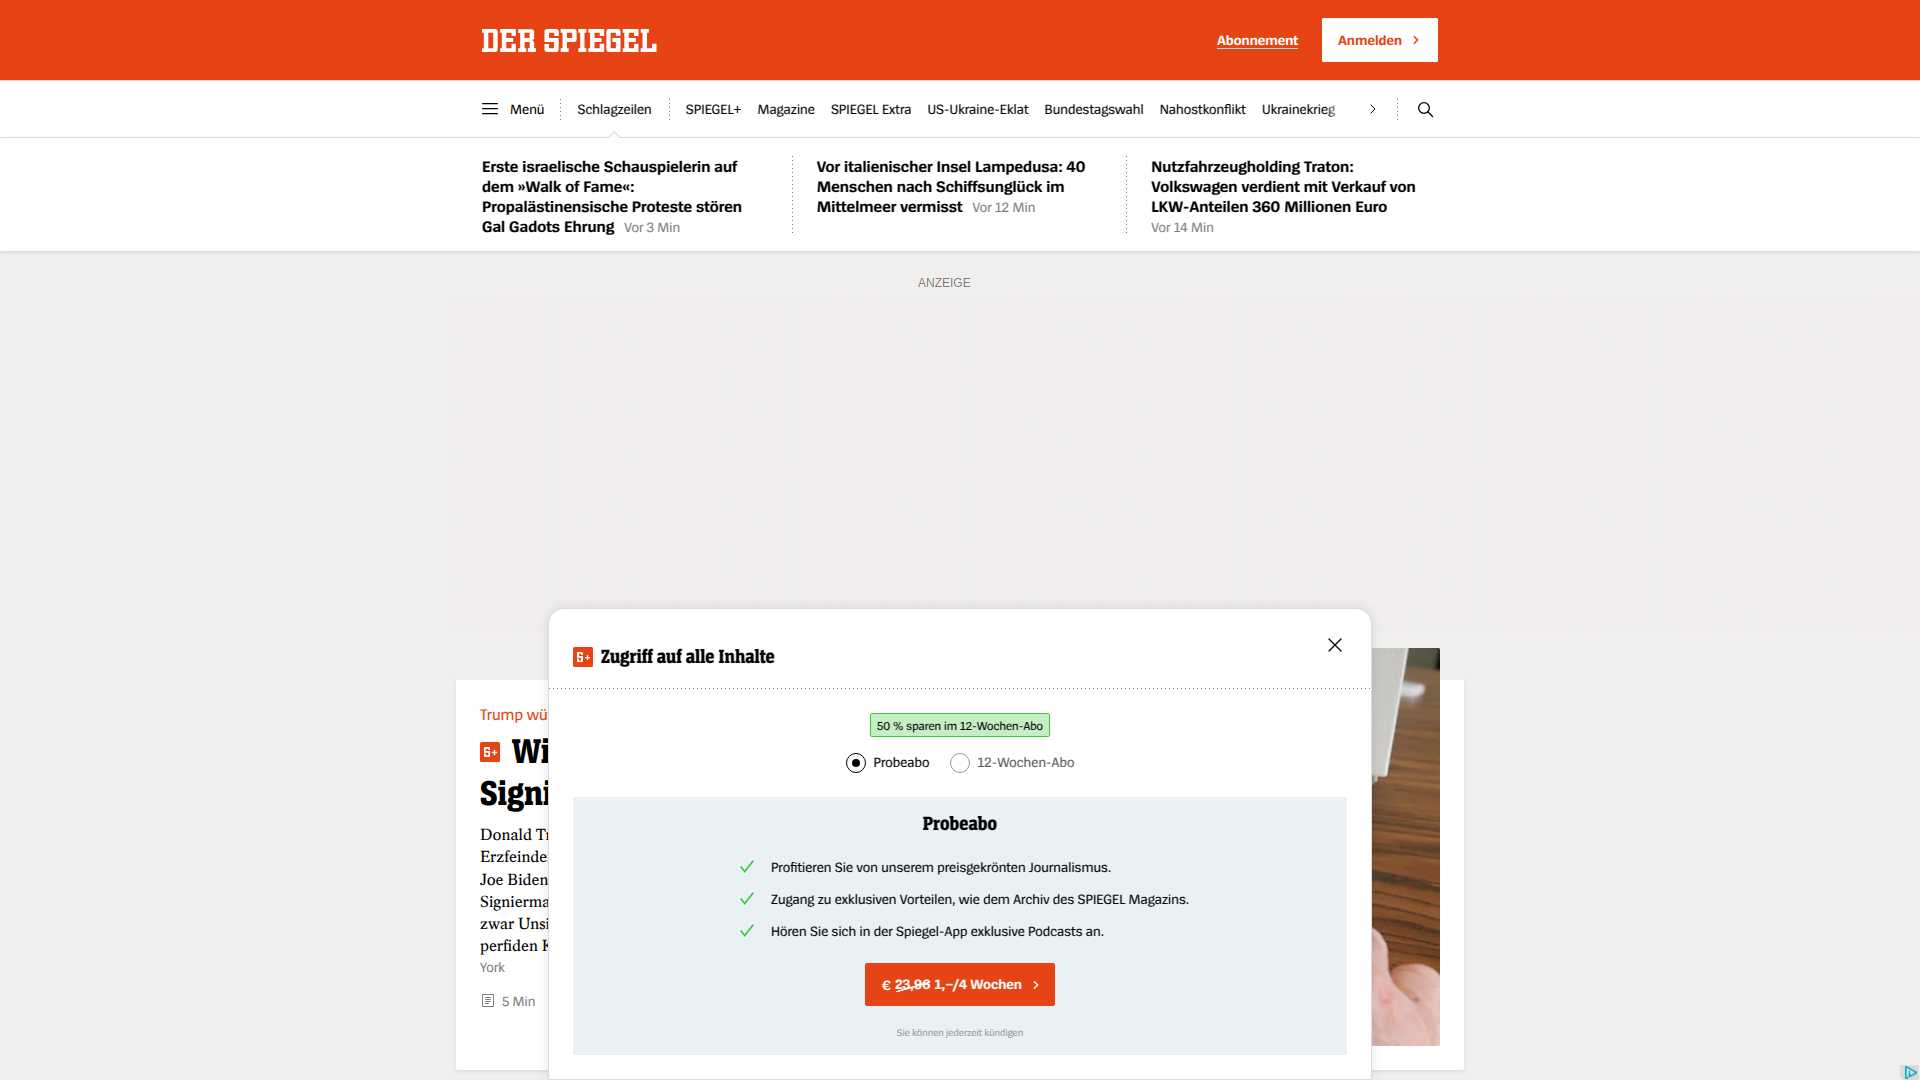 DER SPIEGEL
Abonnement
Anmelden
Menü
Schlagzeilen
SPIEGEL+
Magazine
SPIEGEL Extra
US-Ukraine-Eklat
Bundestagswahl
Nahostkonflikt
Ukrainekrieg
Erste israelische Schauspielerin auf
dem »Walk of Fame«:
Propalästinensische Proteste stören
Gal Gadots Ehrung Vor 3 Min
Vor italienischer Insel Lampedusa: 40
Menschen nach Schiffsunglück im
Mittelmeer vermisst Vor 12 Min
Nutzfahrzeugholding Traton:
Volkswagen verdient mit Verkauf von
LKW-Anteilen 360 Millionen Euro
Vor 14 Min
ANZEIGE
Zugriff auf alle Inhalte
50 % sparen im 12-Wochen-Abo
Probeabo
12-Wochen-Abo
Probeabo
Profitieren Sie von unserem preisgekrönten Journalismus.
Zugang zu exklusiven Vorteilen, wie dem Archiv des SPIEGEL Magazins.
Hören Sie sich in der Spiegel-App exklusive Podcasts an.
€ 23,96 1,–/4 Wochen
Sie können jederzeit kündigen
Trump wü
Wi
Signi
Donald Tr
Erzfeinde
Joe Biden
Signierma
zwar Unsi
perfiden K
York
5 Min